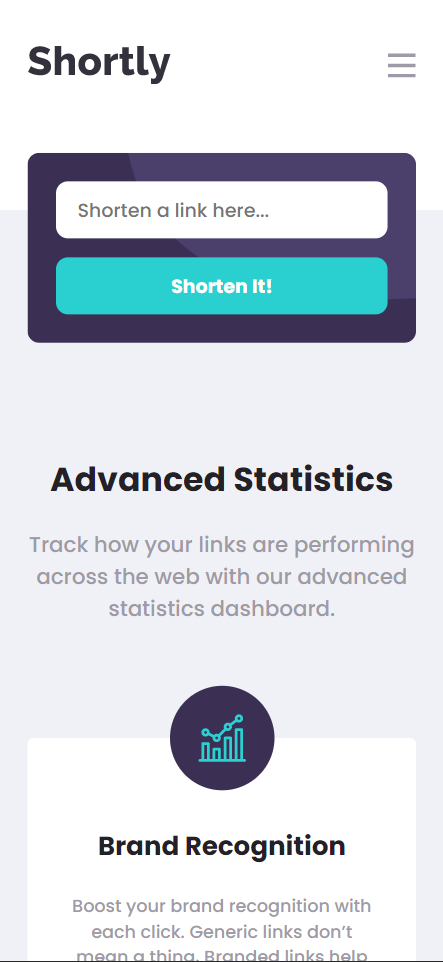 Shortly
Shorten a link here...
Shorten It!
Advanced Statistics
Track how your links are performing
across the web with our advanced
statistics dashboard.
Brand Recognition
Boost your brand recognition with
each click. Generic links don’t
mean a thing. Branded links help